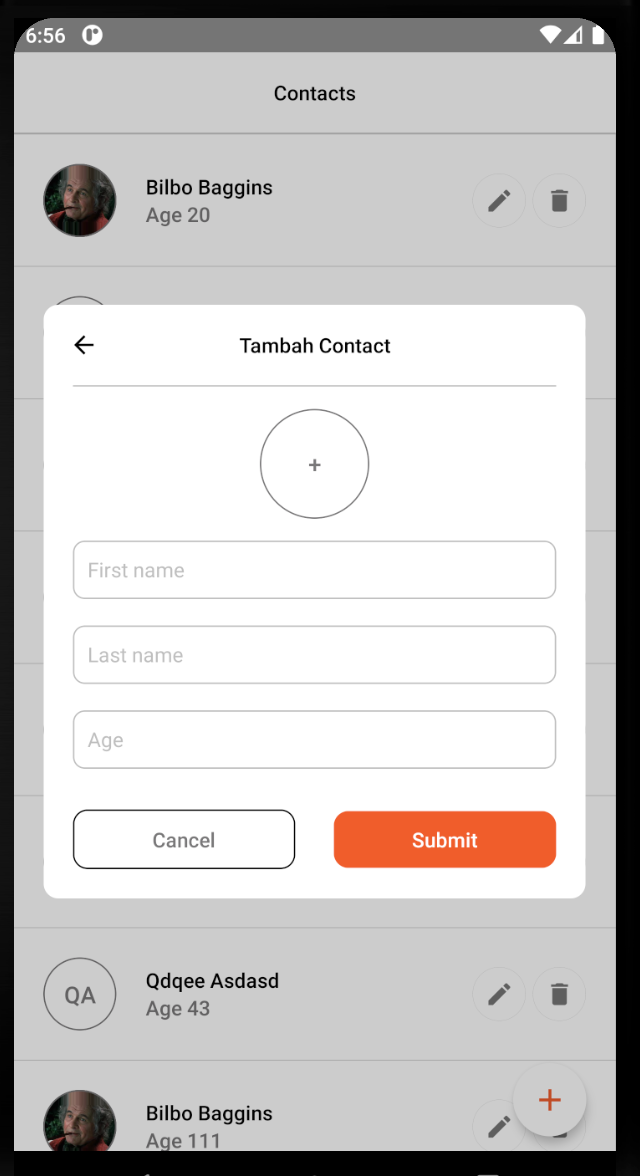 6:56
Contacts
Bilbo Baggins
Age 20
Tambah Contact
+
First name
Last name
Age
Cancel
Submit
QA
Qdqee Asdasd
Age 43
Bilbo Baggins
Age 111
+